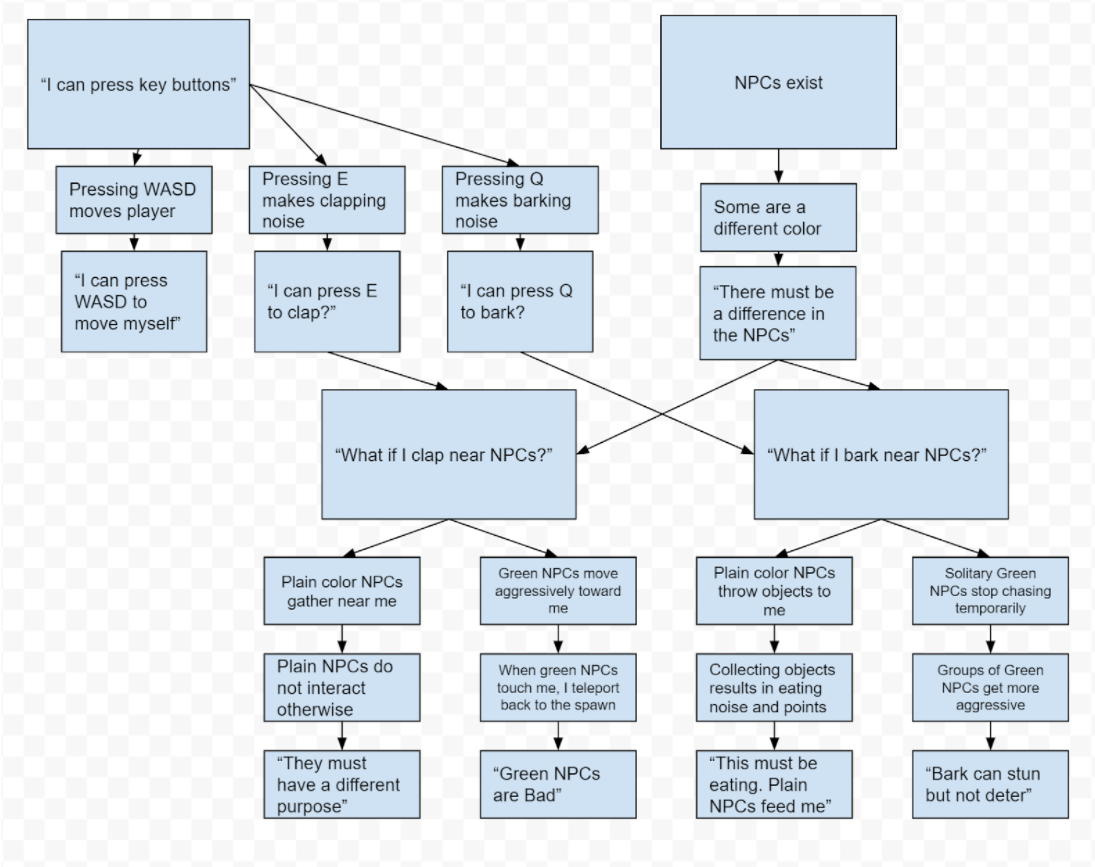 “I can press key buttons”
NPCs exist
Pressing WASD
moves player
Pressing E
makes clapping
noise
Pressing Q
makes barking
noise
Some are a
different color
“I can press
WASD to
move myself”
“I can press E
to clap?”
“I can press Q
to bark?
“There must be
a difference in
the NPCs”
“What if I clap near NPCs?”
“What if I bark near NPCs?”
Plain color NPCs
gather near me
Green NPCs move
aggressively toward
me
Plain color NPCs
throw objects to
me
Solitary Green
NPCs stop chasing
temporarily
Plain NPCs do
not interact
otherwise
When green NPCs
touch me, I teleport
back to the spawn
Collecting objects
results in eating
noise and points
Groups of Green
NPCs get more
aggressive
“They must
have a different
purpose”
“Green NPCs
are Bad”
“This must be
eating. Plain
NPCs feed me”
“Bark can stun
but not deter”